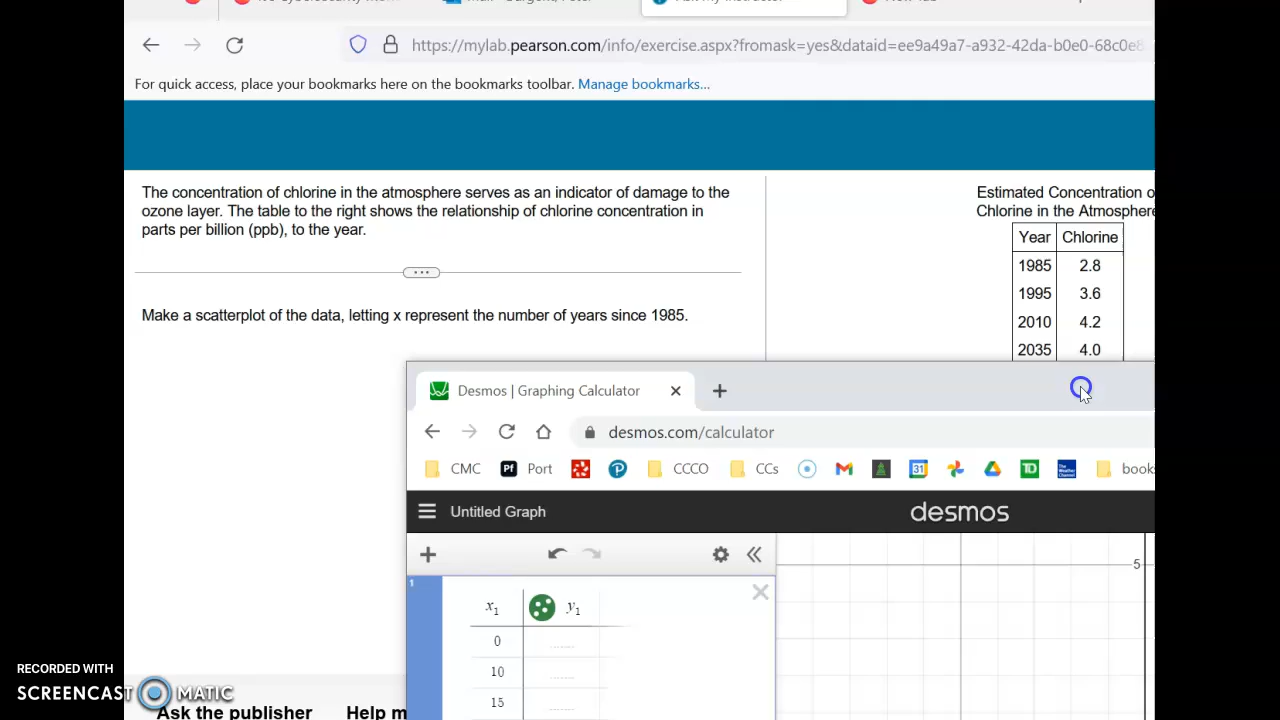 https://mylab.pearson.com/info/exercise.aspx?fromask=yes&dataid=ee9a49a7-a932-42da-b0e0-68c0e8
For quick access, place your bookmarks here on the bookmarks toolbar. Manage bookmarks...
The concentration of chlorine in the atmosphere serves as an indicator of damage to the
ozone layer. The table to the right shows the relationship of chlorine concentration in
parts per billion (ppb), to the year.
Make a scatterplot of the data, letting x represent the number of years since 1985.
Estimated Concentration o
Chlorine in the Atmosphere
Year Chlorine
1985 2.8
1995 3.6
2010 4.2
2035 4.0
Desmos | Graphing Calculator
desmos.com/calculator
CMC Port CCCO CCs 31 TD book
Untitled Graph desmos
1
x1 y1
0
10
15
5
RECORDED WITH
SCREENCAST MATIC
Ask the publisher Help m